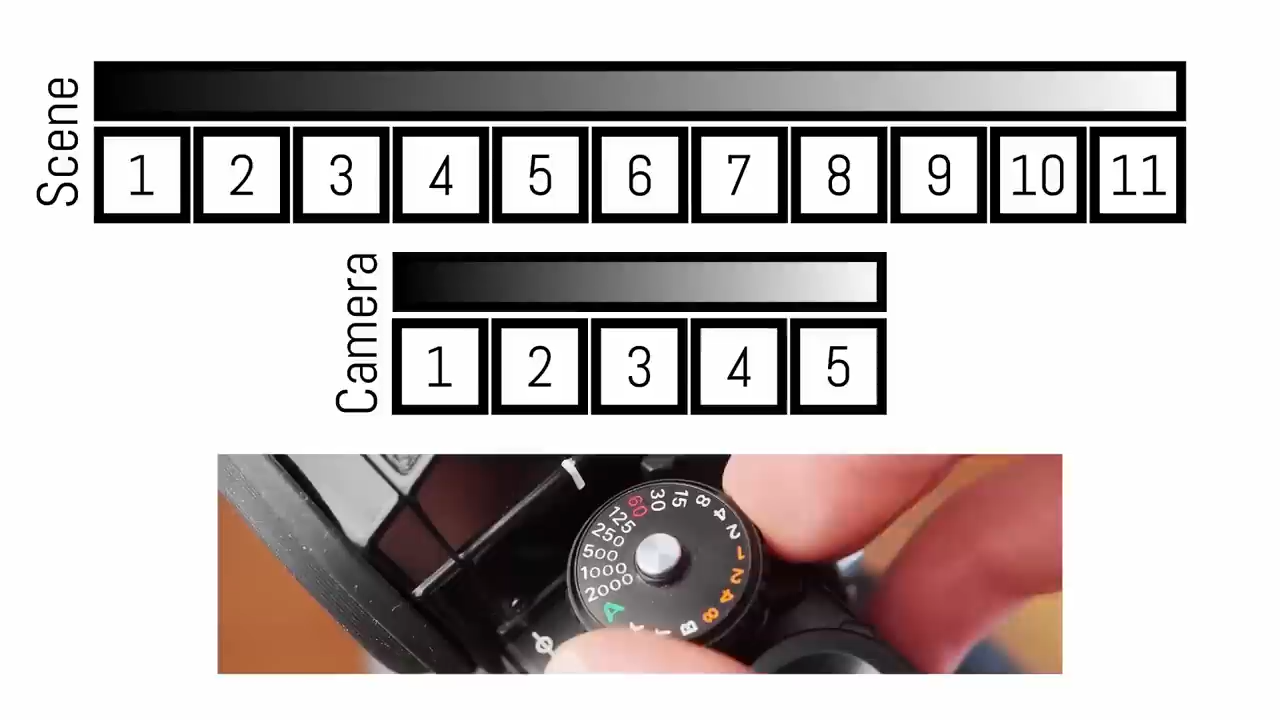 Scene
1 2 3 4 5 6 7 8 9 10 11
Camera
1 2 3 4 5
2000 1000 500 250 125 60 30 15 8 4 2 1 2 4 8 B
A